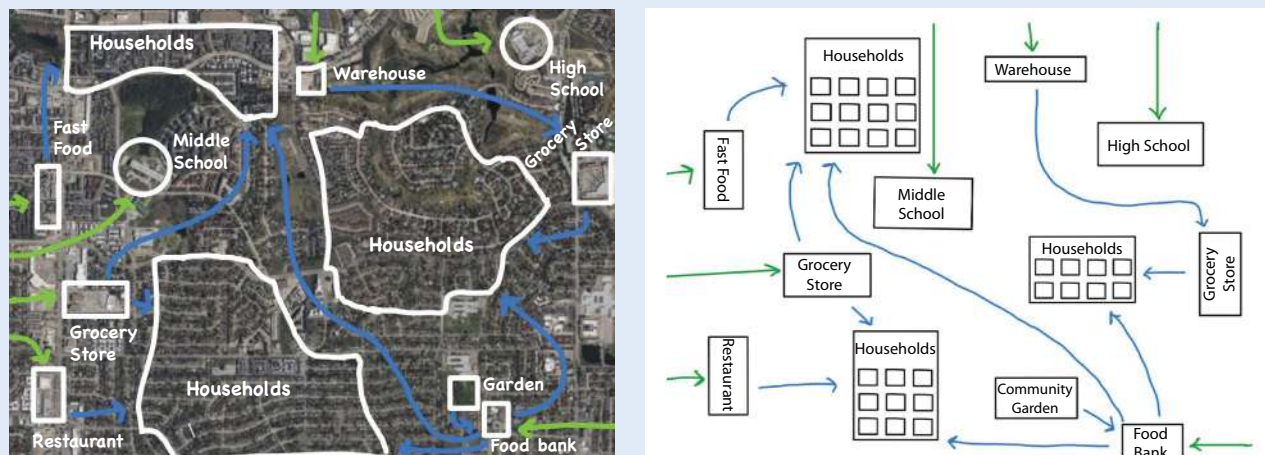 Households
Warehouse
High
School
Fast
Food
Middle
School
Grocery Store
Households
Grocery
Store
Households
Garden
Restaurant
Food bank
Households
Warehouse
Fast Food
High School
Middle
School
Households
Grocery
Store
Grocery
Store
Restaurant
Households
Community
Garden
Food
Bank